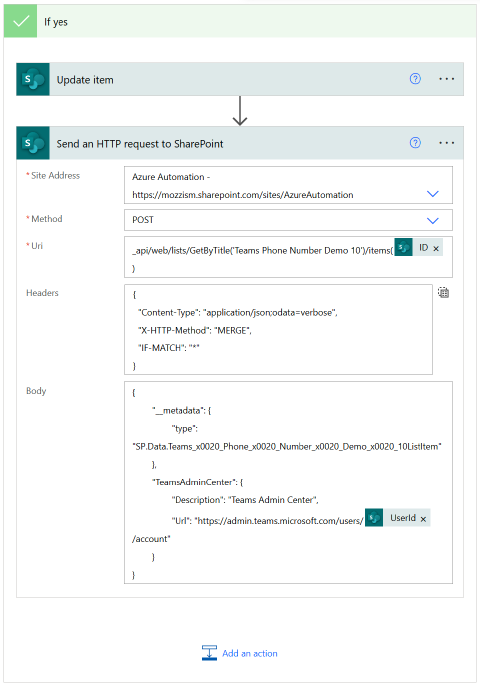 If yes
Update item
Send an HTTP request to SharePoint
* Site Address
Azure Automation -
https://mozzism.sharepoint.com/sites/AzureAutomation
* Method
POST
* Uri
_api/web/lists/GetByTitle('Teams Phone Number Demo 10')/items( ID ×
)
Headers
{
"Content-Type": "application/json;odata=verbose",
"X-HTTP-Method": "MERGE",
"IF-MATCH": "*"
}
Body
{
"__metadata": {
"type":
"SP.Data.Teams_x0020_Phone_x0020_Number_x0020_Demo_x0020_10ListItem"
},
"TeamsAdminCenter": {
"Description": "Teams Admin Center",
"Url": "https://admin.teams.microsoft.com/users/ UserId ×
/account"
}
}
Add an action